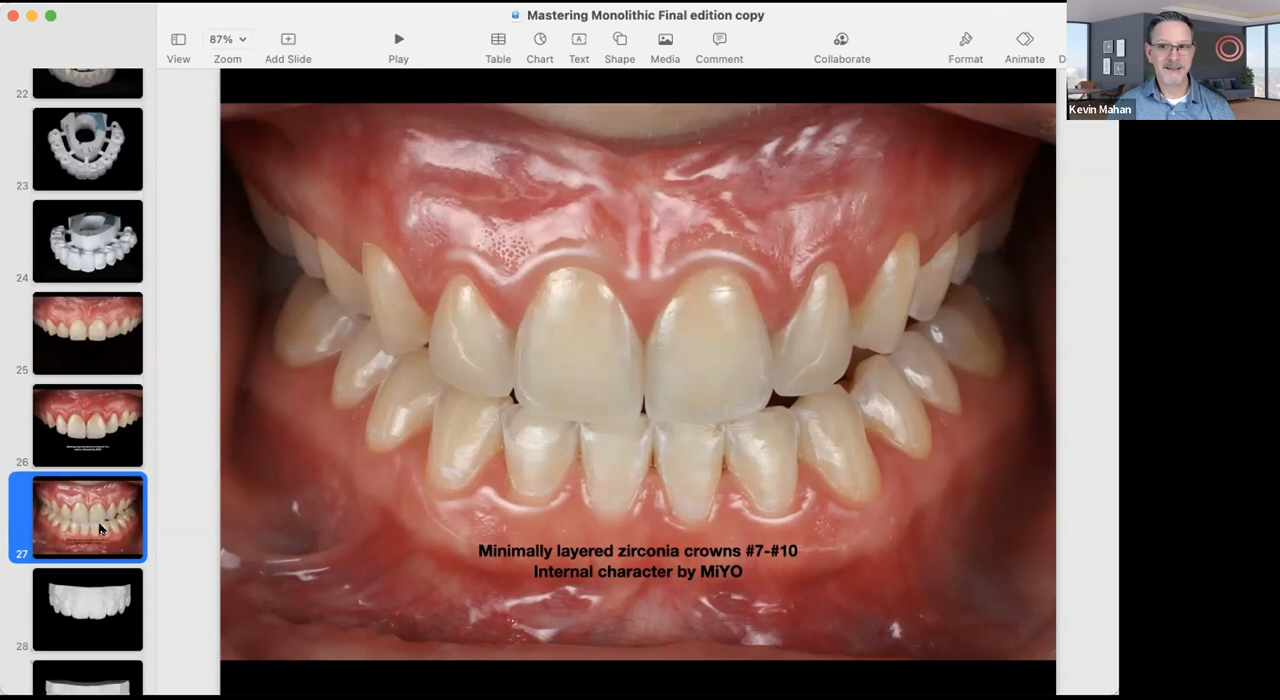 Mastering Monolithic Final edition copy
87%
View
Zoom
Add Slide
Play
Table
Chart
Text
Shape
Media
Comment
Collaborate
Format
Animate
D
Kevin Mahan
22
23
24
25
26
27
28
Minimally layered zirconia crowns #7-#10
Internal character by MiYO